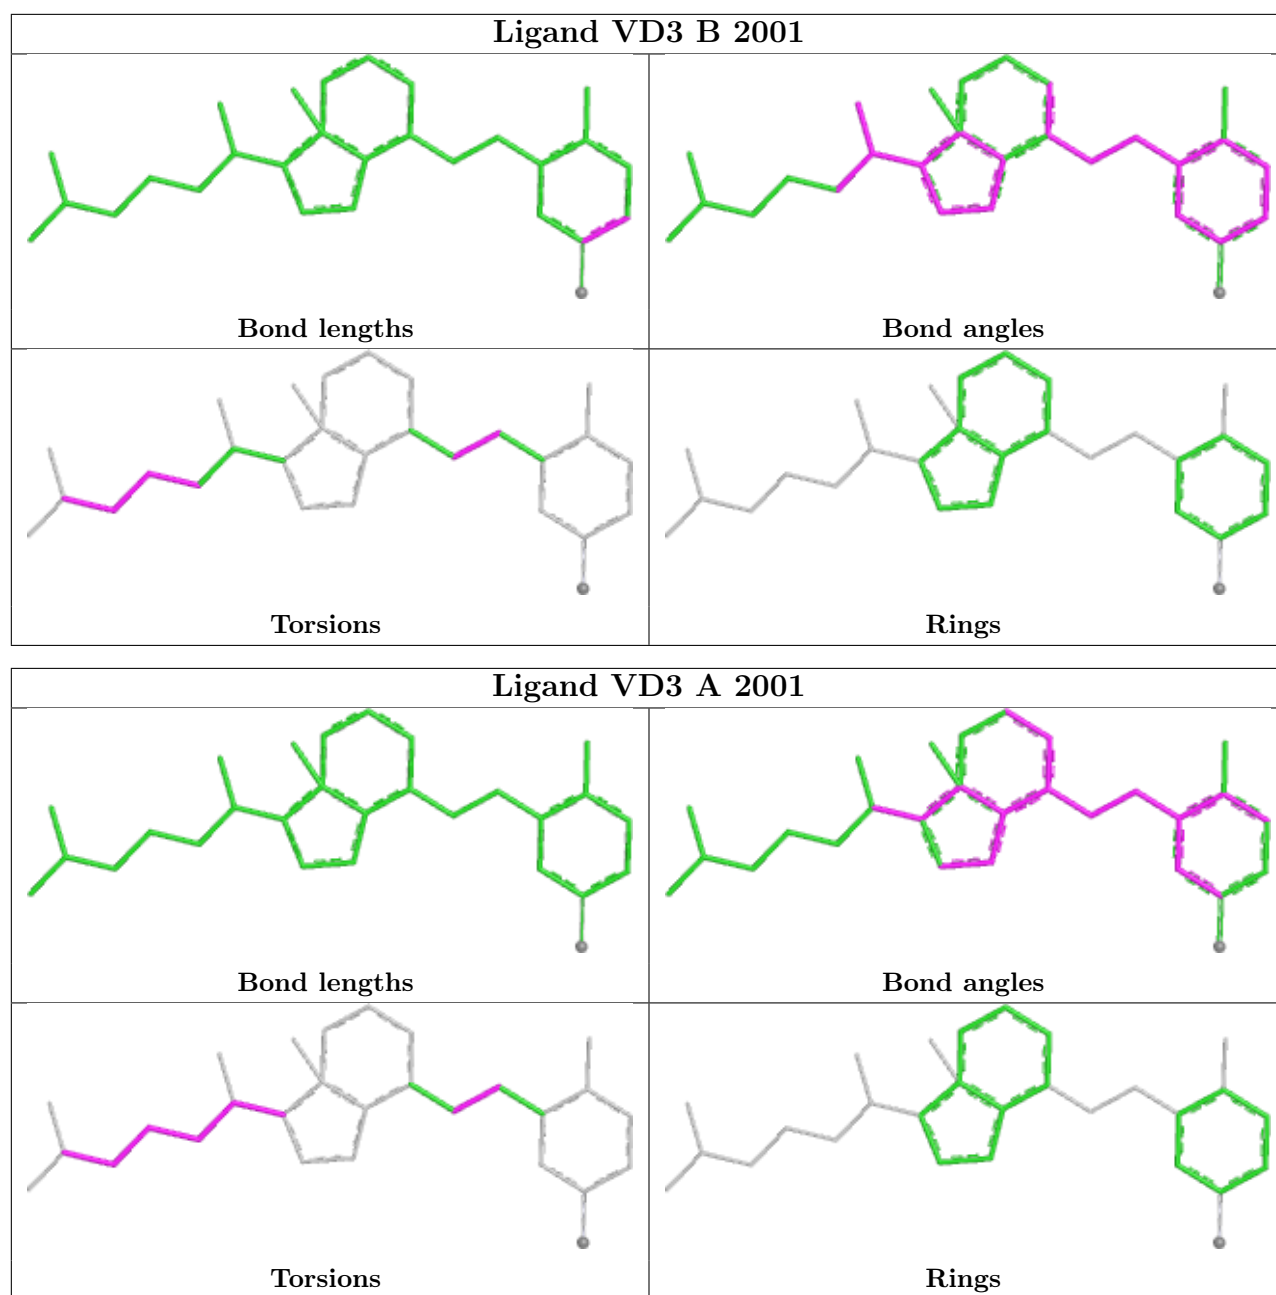 Ligand VD3 B 2001
Bond lengths
Bond angles
Torsions
Rings
Ligand VD3 A 2001
Bond lengths
Bond angles
Torsions
Rings